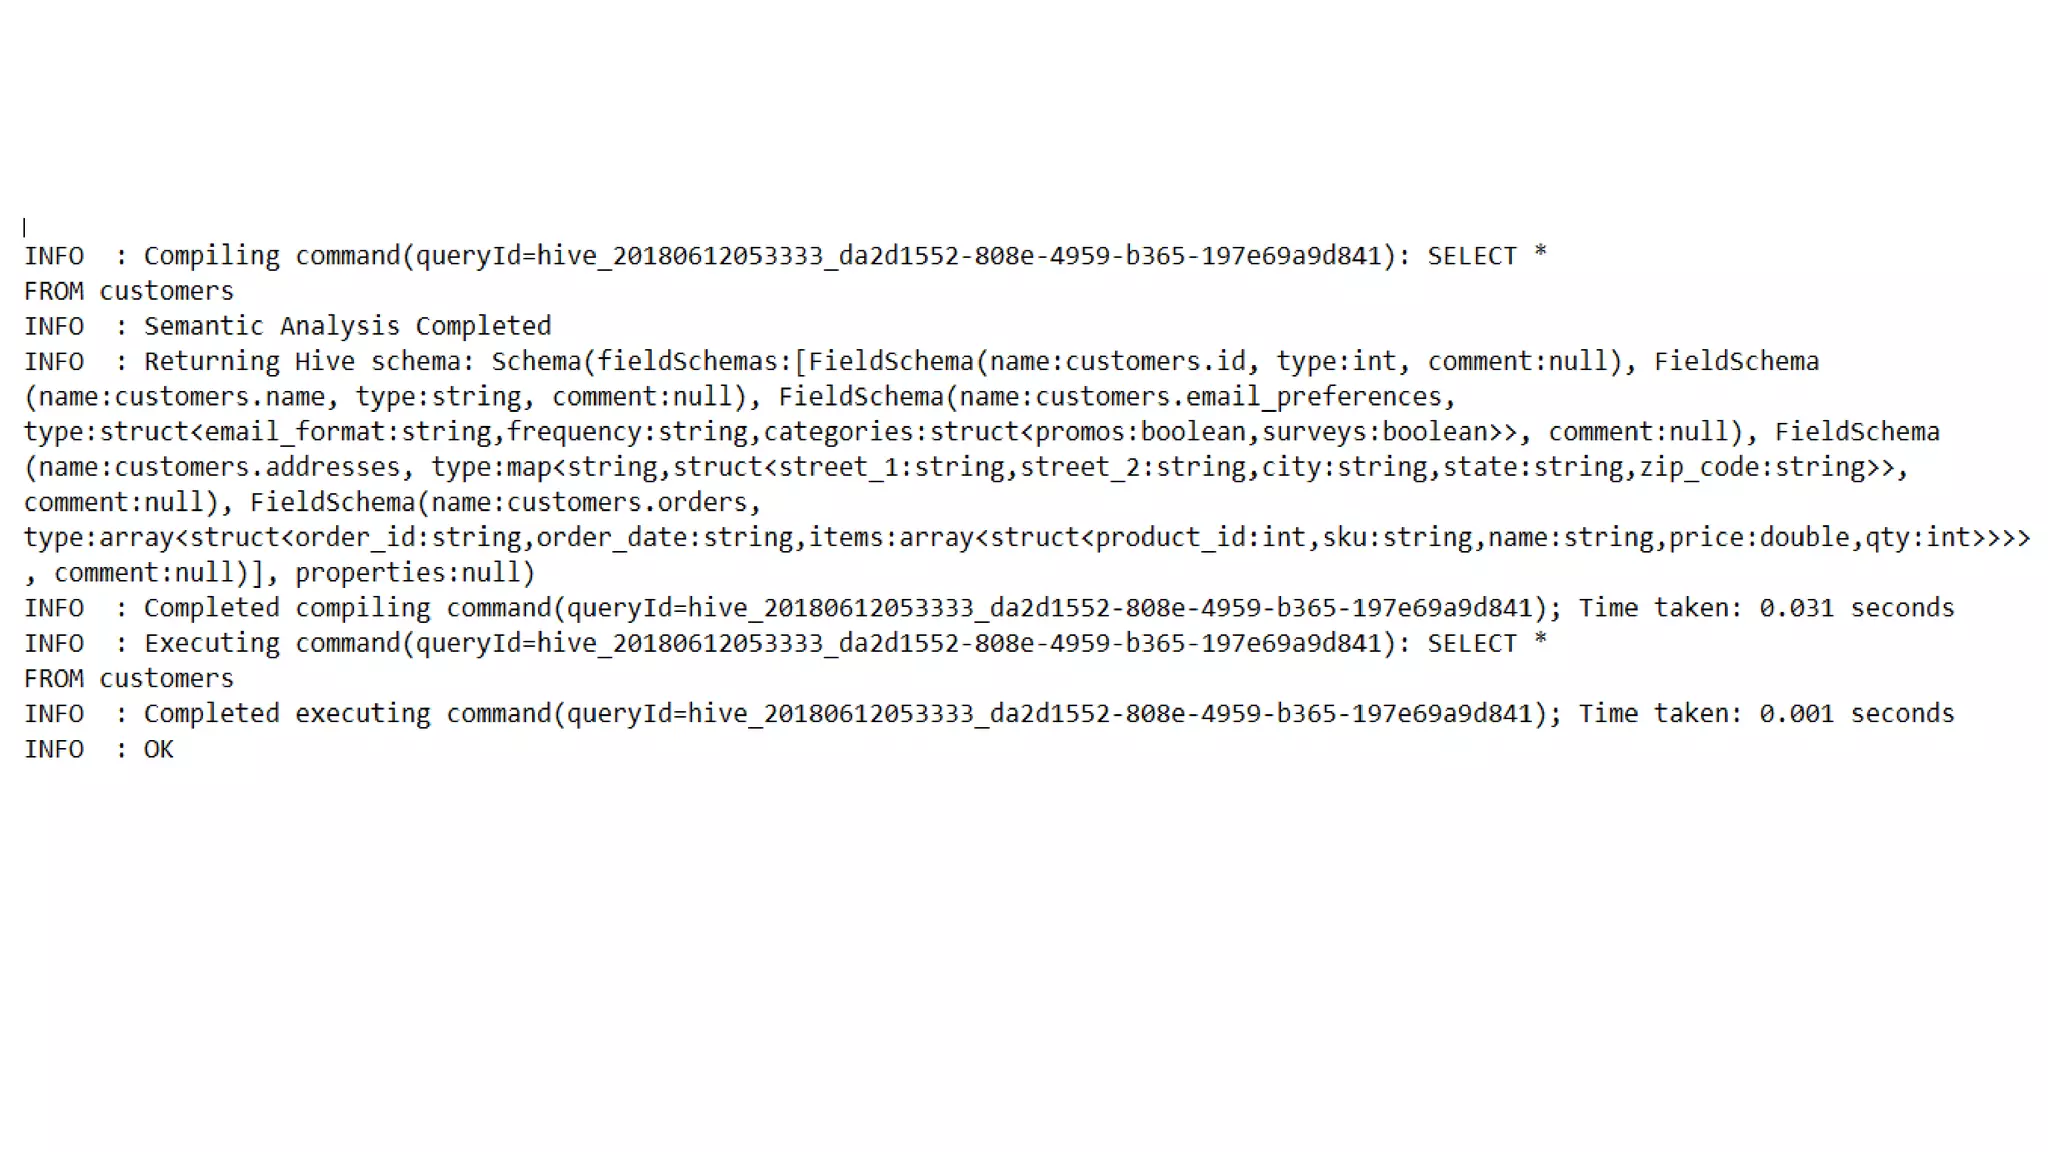 INFO  : Compiling command(queryId=hive_20180612053333_da2d1552-808e-4959-b365-197e69a9d841): SELECT *
FROM customers
INFO  : Semantic Analysis Completed
INFO  : Returning Hive schema: Schema(fieldSchemas:[FieldSchema(name:customers.id, type:int, comment:null), FieldSchema
(name:customers.name, type:string, comment:null), FieldSchema(name:customers.email_preferences,
type:struct<email_format:string,frequency:string,categories:struct<promos:boolean,surveys:boolean>>, comment:null), FieldSchema
(name:customers.addresses, type:map<string,struct<street_1:string,street_2:string,city:string,state:string,zip_code:string>>,
comment:null), FieldSchema(name:customers.orders,
type:array<struct<order_id:string,order_date:string,items:array<struct<product_id:int,sku:string,name:string,price:double,qty:int>>>>
, comment:null)], properties:null)
INFO  : Completed compiling command(queryId=hive_20180612053333_da2d1552-808e-4959-b365-197e69a9d841); Time taken: 0.031 seconds
INFO  : Executing command(queryId=hive_20180612053333_da2d1552-808e-4959-b365-197e69a9d841): SELECT *
FROM customers
INFO  : Completed executing command(queryId=hive_20180612053333_da2d1552-808e-4959-b365-197e69a9d841); Time taken: 0.001 seconds
INFO  : OK